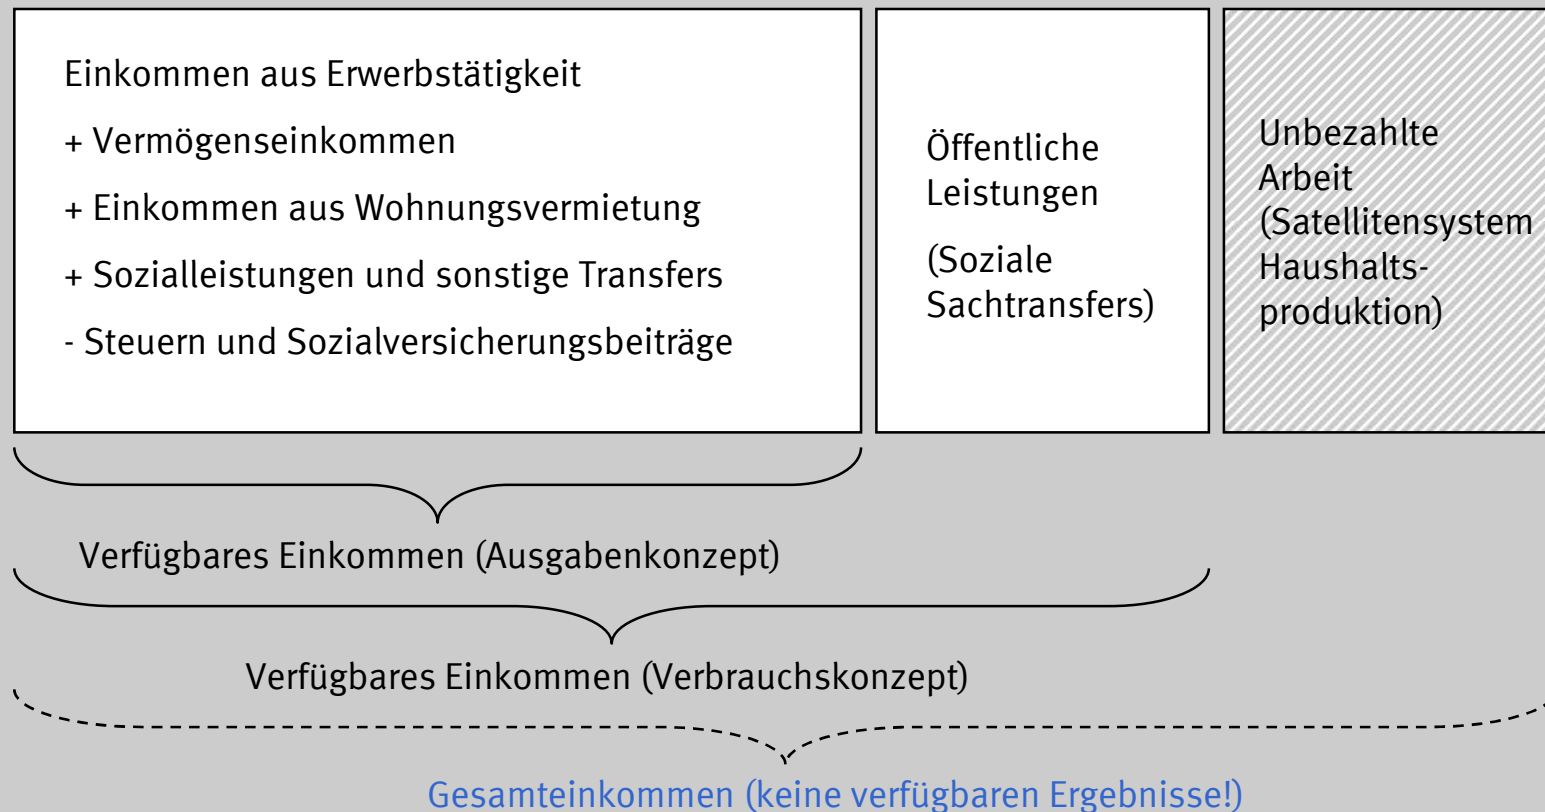 Einkommen aus Erwerbstätigkeit
+ Vermögenseinkommen
+ Einkommen aus Wohnungsvermietung
+ Sozialleistungen und sonstige Transfers
- Steuern und Sozialversicherungsbeiträge
Öffentliche
Leistungen
(Soziale
Sachtransfers)
Unbezahlte
Arbeit
(Satellitensystem
Haushalts-
produktion)
Verfügbares Einkommen (Ausgabenkonzept)
Verfügbares Einkommen (Verbrauchskonzept)
Gesamteinkommen (keine verfügbaren Ergebnisse!)